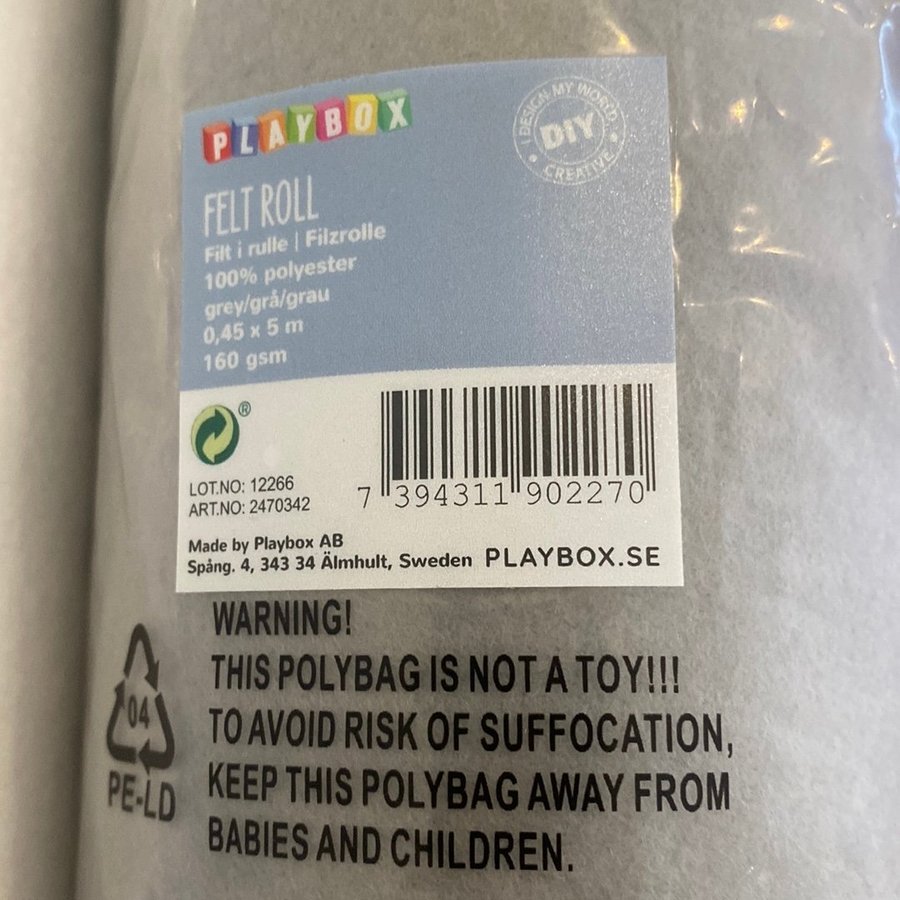 PLAYBOX
DESIGN MY WORLD
DiY
CREATIVE
FELT ROLL
Filt i rulle | Filzrolle
100% polyester
grey/grå/grau
0,45 x 5 m
160 gsm
®
LOT.NO: 12266
ART.NO: 2470342
7 394311 902270
Made by Playbox AB
Spång. 4, 343 34 Älmhult, Sweden PLAYBOX.SE
WARNING!
THIS POLYBAG IS NOT A TOY!!!
TO AVOID RISK OF SUFFOCATION,
KEEP THIS POLYBAG AWAY FROM
BABIES AND CHILDREN.
04
PE-LD